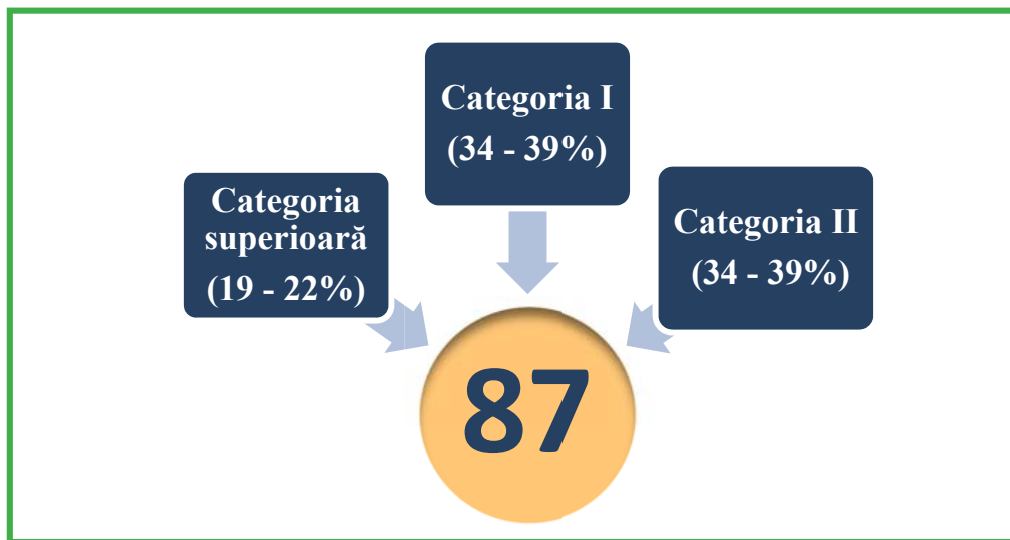 Categoria I
(34 - 39%)
Categoria
superioară
(19 - 22%)
Categoria II
(34 - 39%)
87